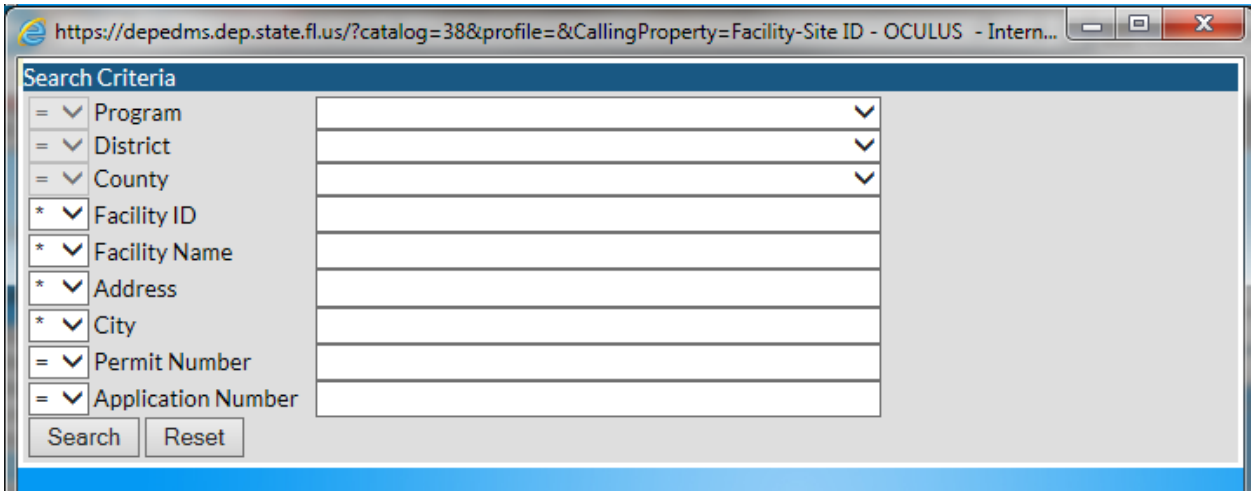 https://depedms.dep.state.fl.us/?catalog=38&profile=&CallingProperty=Facility-Site ID - OCULUS - Intern...
Search Criteria
= Program
= District
= County
* Facility ID
* Facility Name
* Address
* City
= Permit Number
= Application Number
Search Reset